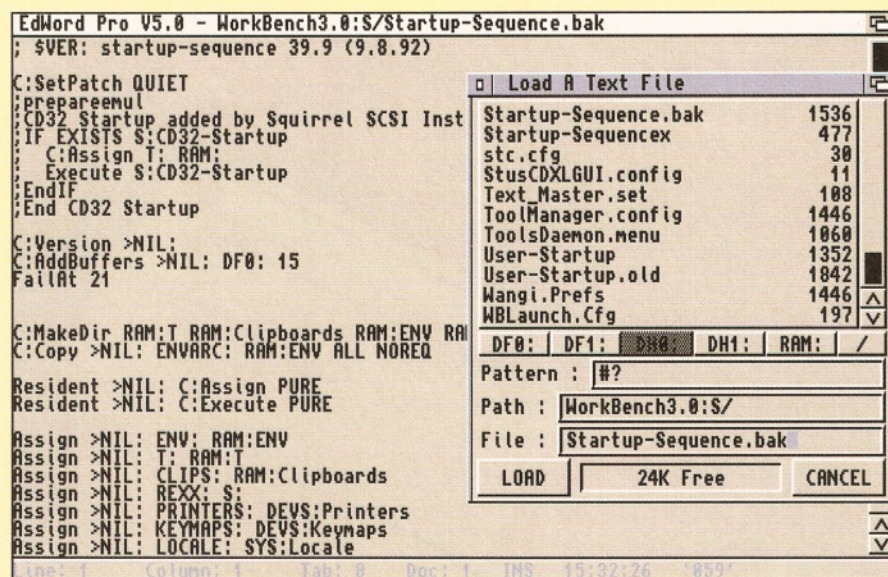 EdWord Pro V5.0 - WorkBench3.0:S/Startup-Sequence.bak
; $VER: startup-sequence 39.9 (9.8.92)
C:SetPatch QUIET
;prepareemul
;CD32 Startup added by Squirrel SCSI Inst
;IF EXISTS S:CD32-Startup
;  C:Assign T: RAM:
;  Execute S:CD32-Startup
;EndIF
;End CD32 Startup
C:Version >NIL:
C:AddBuffers >NIL: DF0: 15
FailAt 21
C:MakeDir RAM:T RAM:Clipboards RAM:ENV RA
C:Copy >NIL: ENVARC: RAM:ENV ALL NOREQ
Resident >NIL: C:Assign PURE
Resident >NIL: C:Execute PURE
Assign >NIL: ENV: RAM:ENV
Assign >NIL: T: RAM:T
Assign >NIL: CLIPS: RAM:Clipboards
Assign >NIL: REXX: S:
Assign >NIL: PRINTERS: DEVS:Printers
Assign >NIL: KEYMAPS: DEVS:Keymaps
Assign >NIL: LOCALE: SYS:Locale
Line: 1 Column: 1 Tab: 8 Doc: 1. INS 15:32:26 '059'
Load A Text File
Startup-Sequence.bak 1536
Startup-Sequencex 477
stc.cfg 30
StusCDXLGUI.config 11
Text_Master.set 108
ToolManager.config 1446
ToolsDaemon.menu 1060
User-Startup 1352
User-Startup.old 1842
Wangi.Prefs 1446
WBLaunch.Cfg 197
DF0: DF1: DH0: DH1: RAM: /
Pattern : #?
Path : WorkBench3.0:S/
File : Startup-Sequence.bak
LOAD 24K Free CANCEL